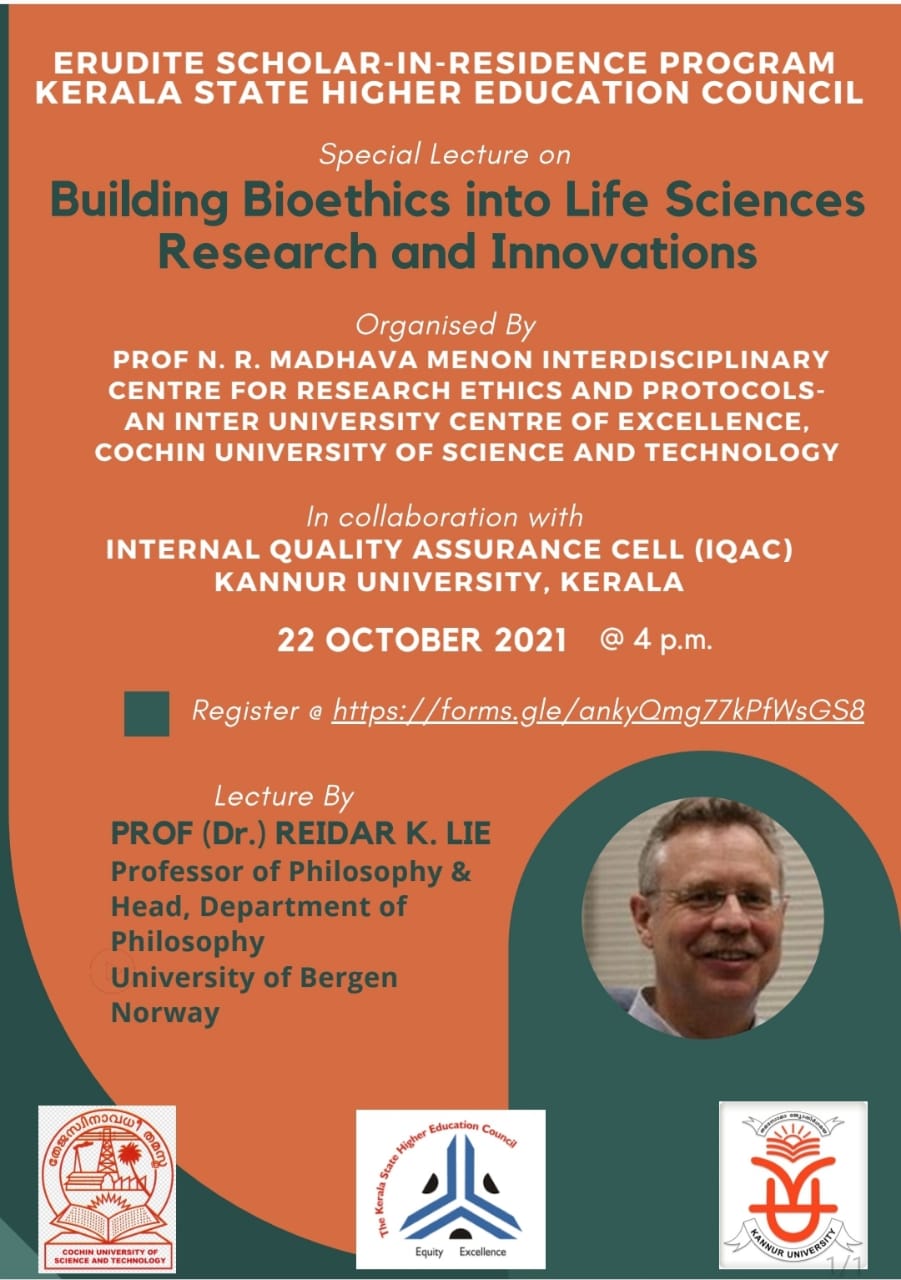 ERUDITE SCHOLAR-IN-RESIDENCE PROGRAM
KERALA STATE HIGHER EDUCATION COUNCIL
Special Lecture on
Building Bioethics into Life Sciences
Research and Innovations
Organised By
PROF N. R. MADHAVA MENON INTERDISCIPLINARY
CENTRE FOR RESEARCH ETHICS AND PROTOCOLS-
AN INTER UNIVERSITY CENTRE OF EXCELLENCE,
COCHIN UNIVERSITY OF SCIENCE AND TECHNOLOGY
In collaboration with
INTERNAL QUALITY ASSURANCE CELL (IQAC)
KANNUR UNIVERSITY, KERALA
22 OCTOBER 2021 @ 4 p.m.
Register @ https://forms.gle/ankyQmg77kPfWsGS8
Lecture By
PROF (Dr.) REIDAR K. LIE
Professor of Philosophy &
Head, Department of
Philosophy
University of Bergen
Norway
തേജസ്വിനാവധീതമസ്തു
COCHIN UNIVERSITY OF
SCIENCE AND TECHNOLOGY
The Kerala State Higher Education Council
Equity Excellence
KANNUR UNIVERSITY
1/1